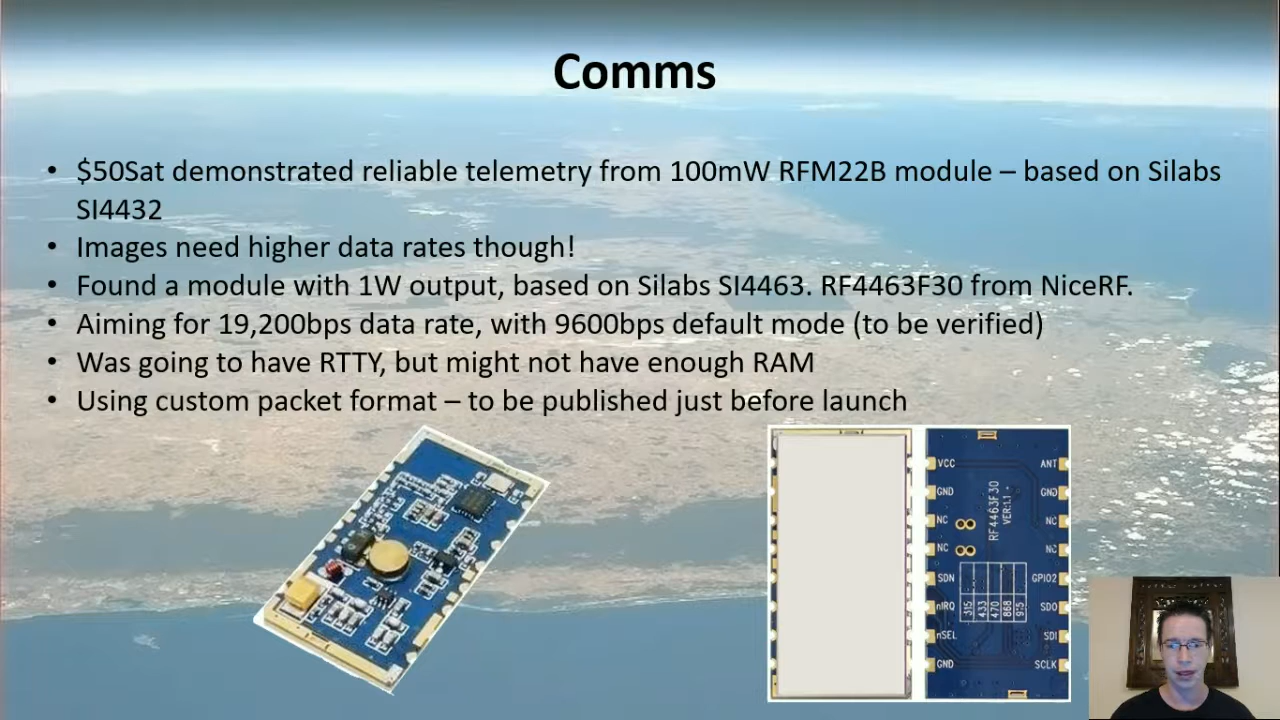 Comms
• $50Sat demonstrated reliable telemetry from 100mW RFM22B module – based on Silabs
SI4432
• Images need higher data rates though!
• Found a module with 1W output, based on Silabs SI4463. RF4463F30 from NiceRF.
• Aiming for 19,200bps data rate, with 9600bps default mode (to be verified)
• Was going to have RTTY, but might not have enough RAM
• Using custom packet format – to be published just before launch
VCC
GND
NC
NC
SDN
nIRQ
nSEL
GND
RF4463F30
VER:1.1
315
433
470
868
915
ANT
GND
NC
NC
GPIO2
SDO
SDI
SCLK